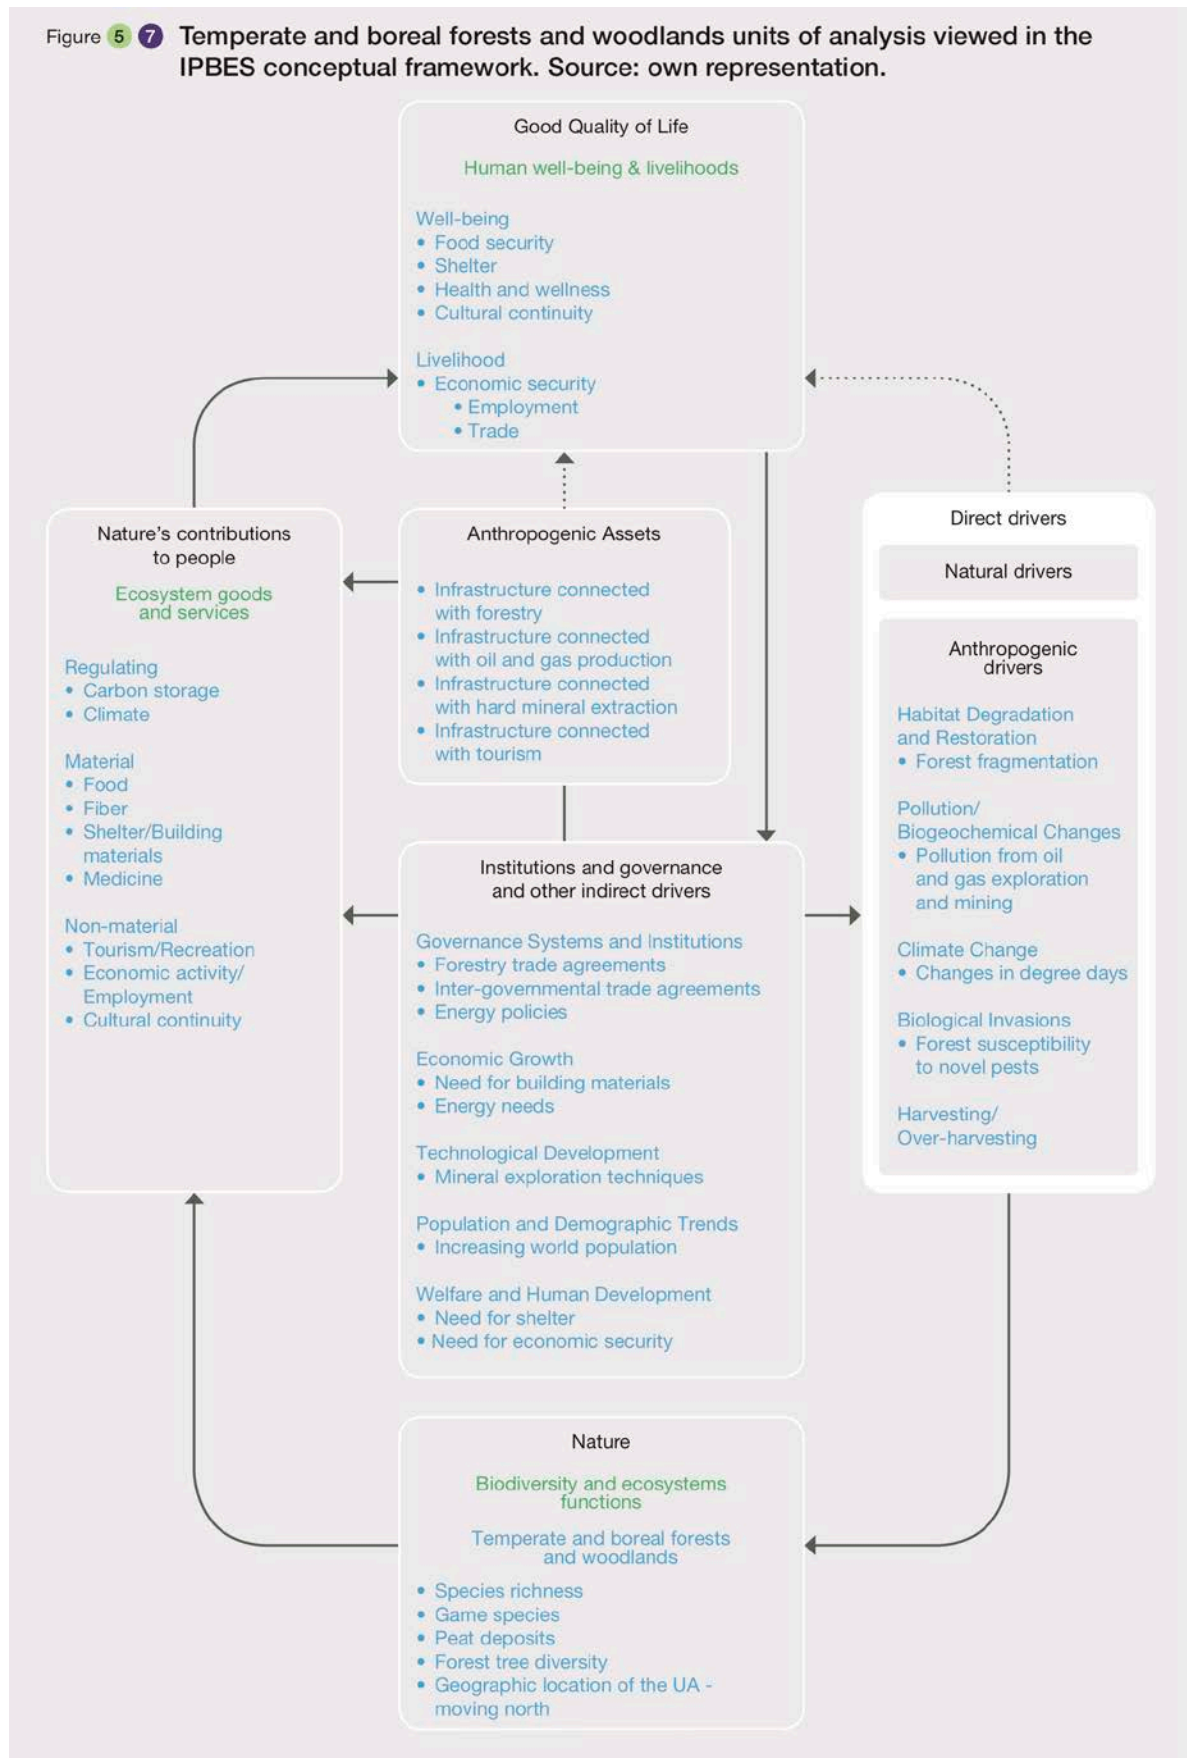 Figure 5 7 Temperate and boreal forests and woodlands units of analysis viewed in the
IPBES conceptual framework. Source: own representation.
Good Quality of Life
Human well-being & livelihoods
Well-being
• Food security
• Shelter
• Health and wellness
• Cultural continuity
Livelihood
• Economic security
• Employment
• Trade
Nature's contributions
to people
Ecosystem goods
and services
Regulating
• Carbon storage
• Climate
Material
• Food
• Fiber
• Shelter/Building
materials
• Medicine
Non-material
• Tourism/Recreation
• Economic activity/
Employment
• Cultural continuity
Anthropogenic Assets
• Infrastructure connected
with forestry
• Infrastructure connected
with oil and gas production
• Infrastructure connected
with hard mineral extraction
• Infrastructure connected
with tourism
Institutions and governance
and other indirect drivers
Governance Systems and Institutions
• Forestry trade agreements
• Inter-governmental trade agreements
• Energy policies
Economic Growth
• Need for building materials
• Energy needs
Technological Development
• Mineral exploration techniques
Population and Demographic Trends
• Increasing world population
Welfare and Human Development
• Need for shelter
• Need for economic security
Direct drivers
Natural drivers
Anthropogenic
drivers
Habitat Degradation
and Restoration
• Forest fragmentation
Pollution/
Biogeochemical Changes
• Pollution from oil
and gas exploration
and mining
Climate Change
• Changes in degree days
Biological Invasions
• Forest susceptibility
to novel pests
Harvesting/
Over-harvesting
Nature
Biodiversity and ecosystems
functions
Temperate and boreal forests
and woodlands
• Species richness
• Game species
• Peat deposits
• Forest tree diversity
• Geographic location of the UA -
moving north